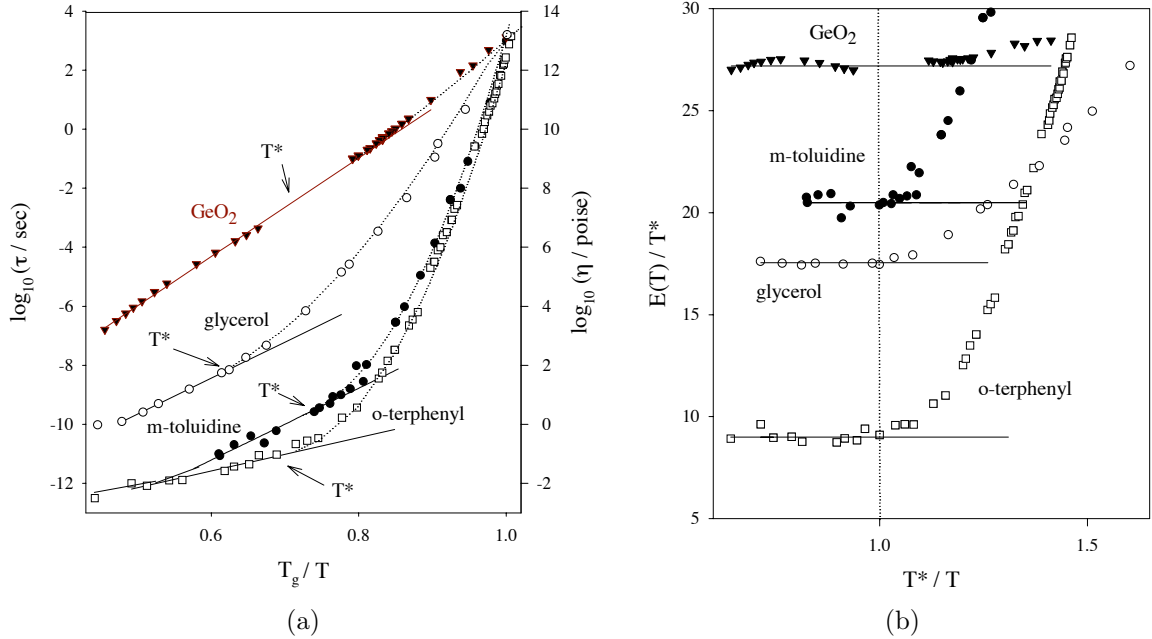 4
2
0
-2
-4
-6
-8
-10
-12
log10 (τ / sec)
14
12
10
8
6
4
2
0
-2
log10 (η / poise)
T*
GeO2
glycerol
T*
T*
m-toluidine
o-terphenyl
T*
0.6
0.8
1.0
Tg / T
(a)
30
25
20
15
10
5
E(T) / T*
GeO2
m-toluidine
glycerol
o-terphenyl
1.0
1.5
T* / T
(b)